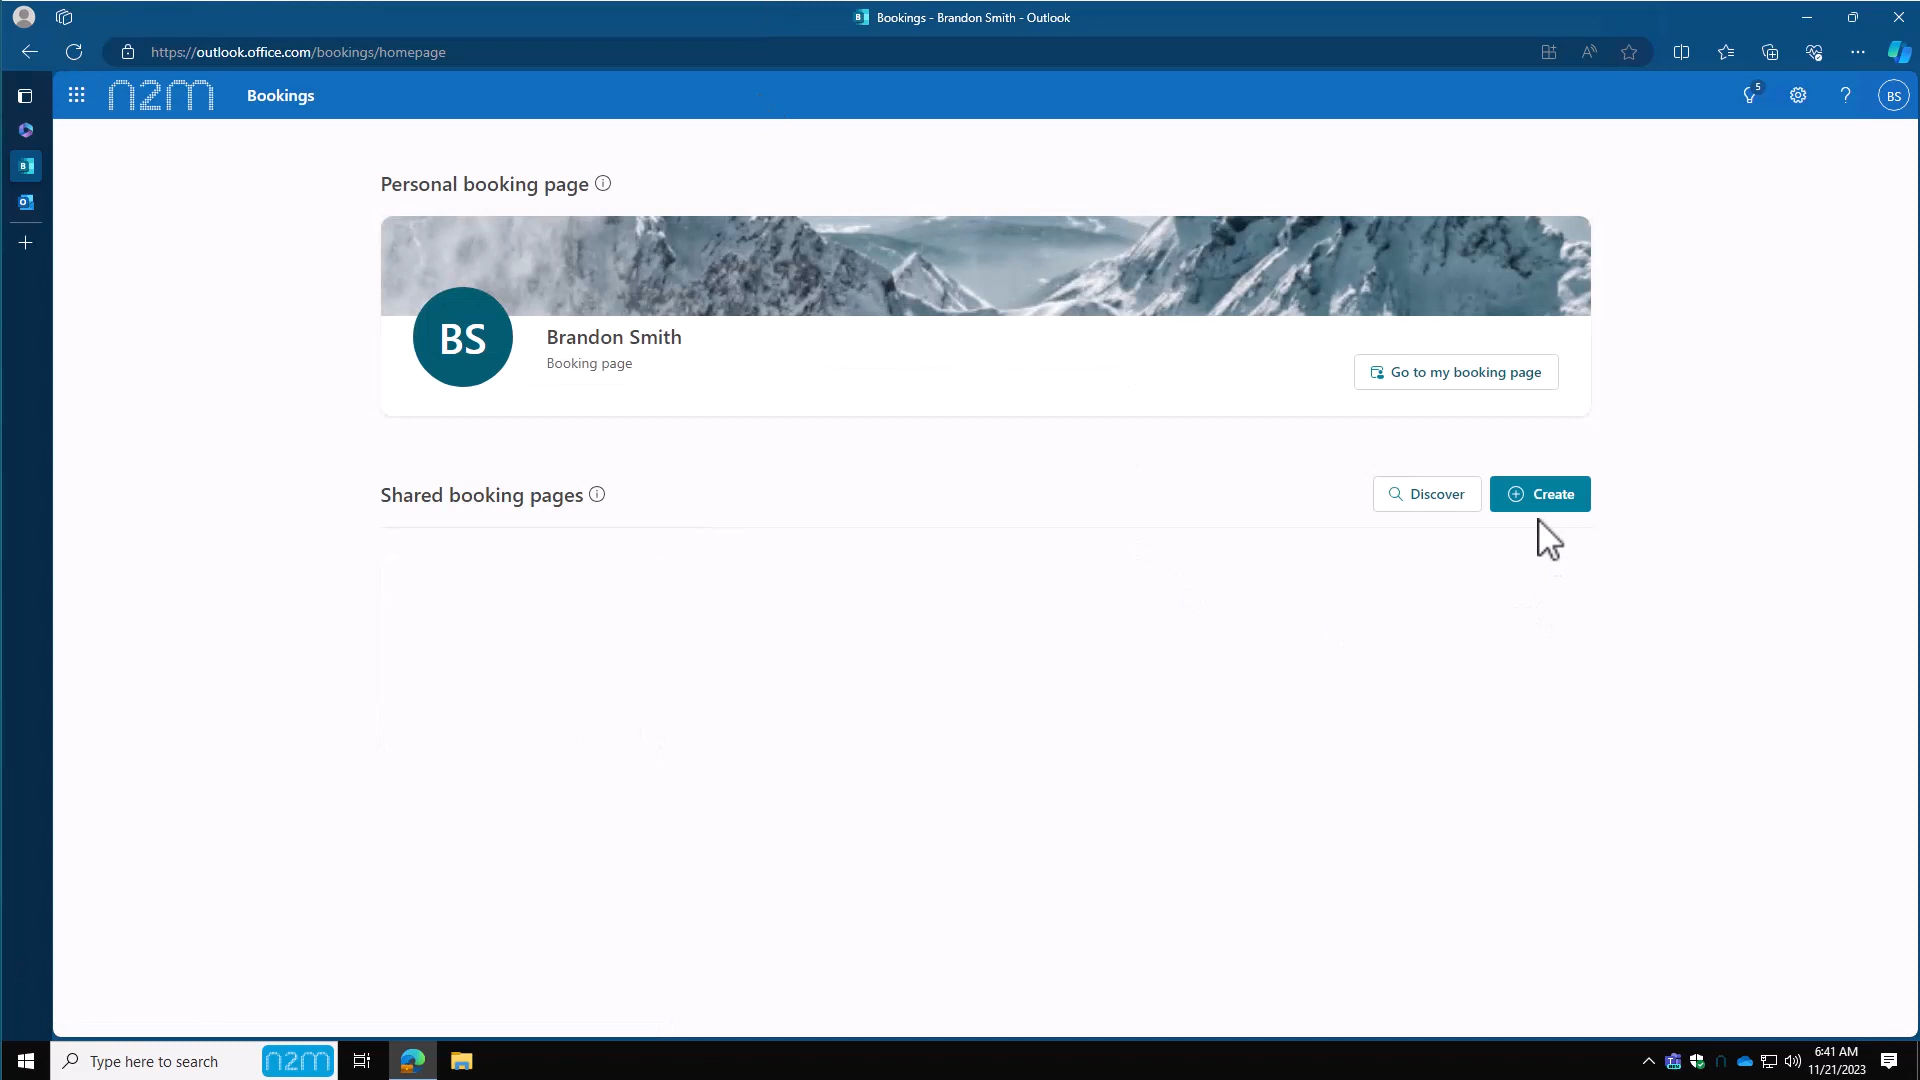 Bookings - Brandon Smith - Outlook
https://outlook.office.com/bookings/homepage
n2m
Bookings
5
BS
Personal booking page
BS
Brandon Smith
Booking page
Go to my booking page
Shared booking pages
Discover
Create
Type here to search
n2m
6:41 AM
11/21/2023